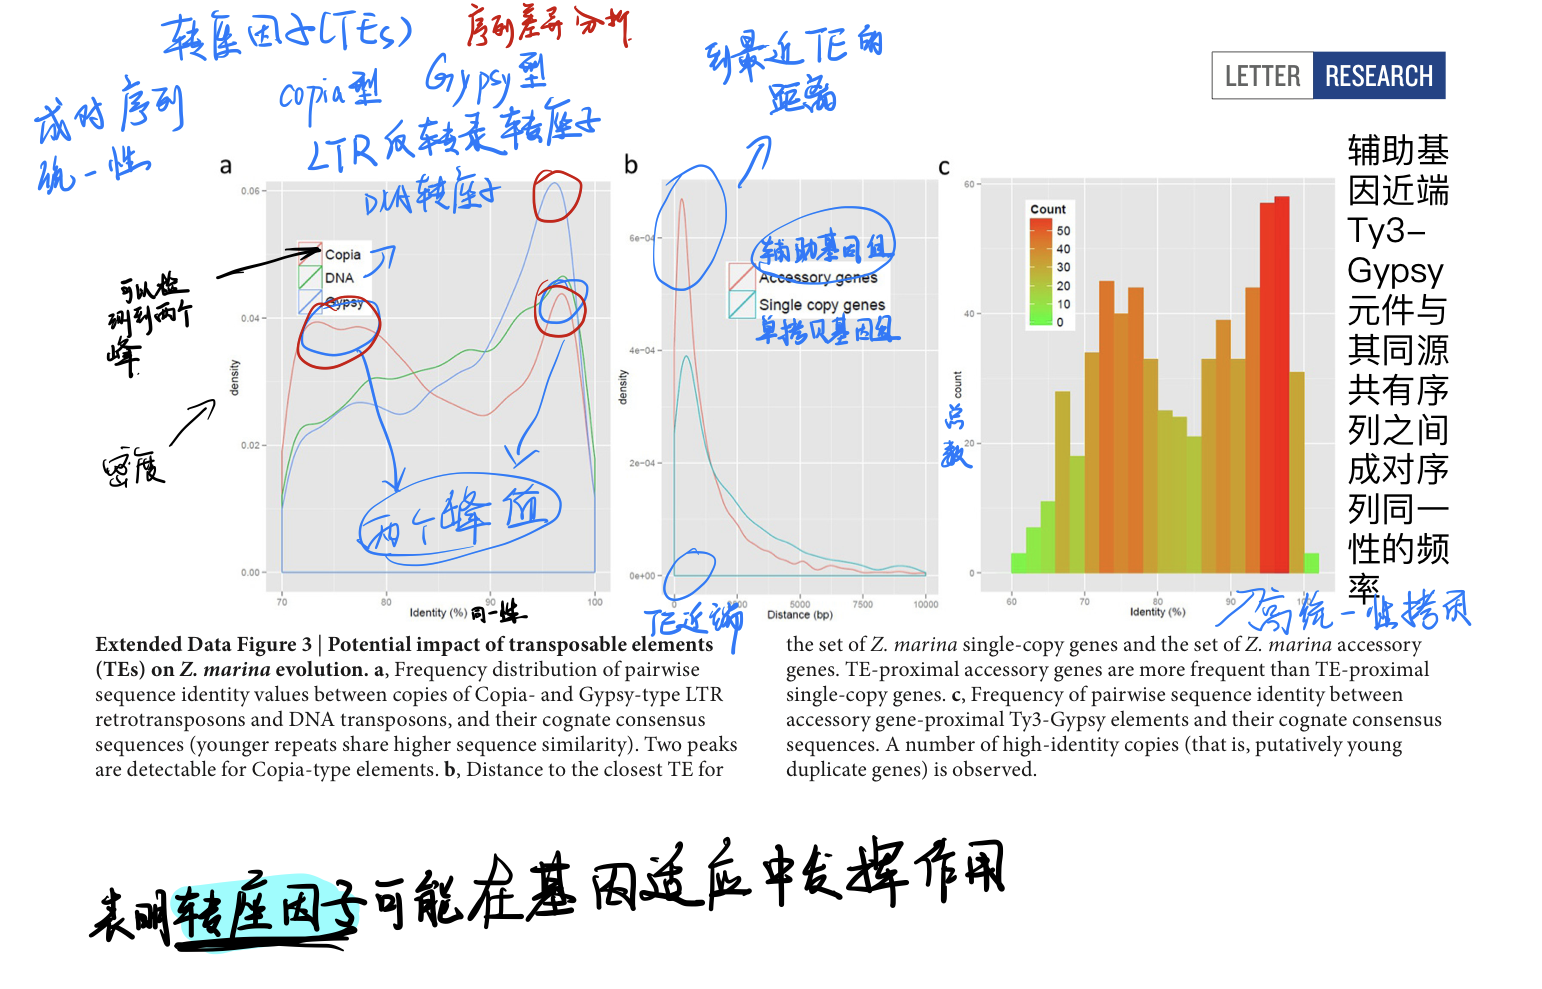 转座因子(TEs)
序列差异分析
成对序列
统一性
copia型
Gypsy型
LTR反转录转座子
DNA转座子
到最近TE的
距离
LETTER RESEARCH
a
0.06
0.04
0.02
0.00
density
70 80 90 100
Identity (%) 同一性
Copia
DNA
Gypsy
可以检
测到两个
峰.
密度
两个峰值
b
6e−04
4e−04
2e−04
0e+00
density
辅助基因组
Accessory genes
Single copy genes
单拷贝基因组
0 2500 5000 7500 10000
Distance (bp)
TE近端
c
60
40
20
0
count
总
数
Count
50
40
30
20
10
0
60 70 80 90 100
Identity (%)
高统一性拷贝
辅助基
因近端
Ty3-
Gypsy
元件与
其同源
共有序
列之间
成对序
列同一
性的频
率
Extended Data Figure 3 | Potential impact of transposable elements
(TEs) on Z. marina evolution. a, Frequency distribution of pairwise
sequence identity values between copies of Copia- and Gypsy-type LTR
retrotransposons and DNA transposons, and their cognate consensus
sequences (younger repeats share higher sequence similarity). Two peaks
are detectable for Copia-type elements. b, Distance to the closest TE for
the set of Z. marina single-copy genes and the set of Z. marina accessory
genes. TE-proximal accessory genes are more frequent than TE-proximal
single-copy genes. c, Frequency of pairwise sequence identity between
accessory gene-proximal Ty3-Gypsy elements and their cognate consensus
sequences. A number of high-identity copies (that is, putatively young
duplicate genes) is observed.
表明转座因子可能在基因适应中发挥作用